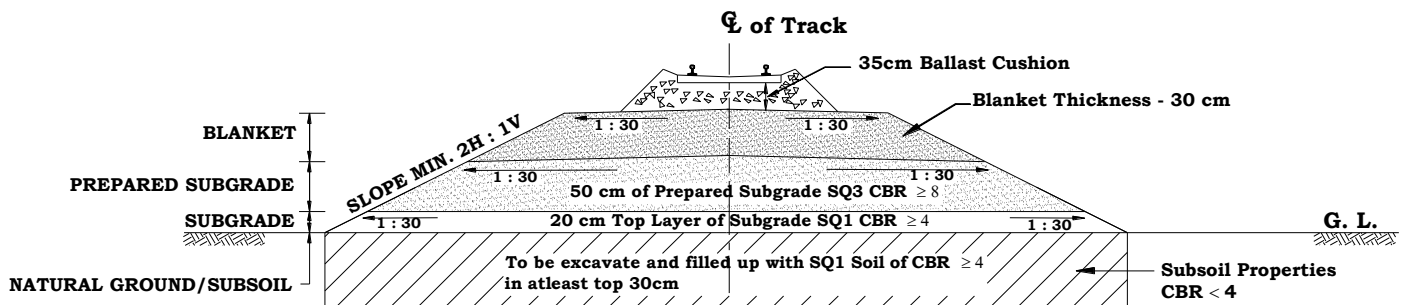 ℄ of Track
35cm Ballast Cushion
Blanket Thickness - 30 cm
BLANKET
1 : 30
1 : 30
SLOPE MIN. 2H : 1V
PREPARED SUBGRADE
1 : 30
1 : 30
50 cm of Prepared Subgrade SQ3 CBR ≥ 8
SUBGRADE
1 : 30
20 cm Top Layer of Subgrade SQ1 CBR ≥ 4
1 : 30
G. L.
NATURAL GROUND/SUBSOIL
To be excavate and filled up with SQ1 Soil of CBR ≥ 4
in atleast top 30cm
Subsoil Properties
CBR < 4